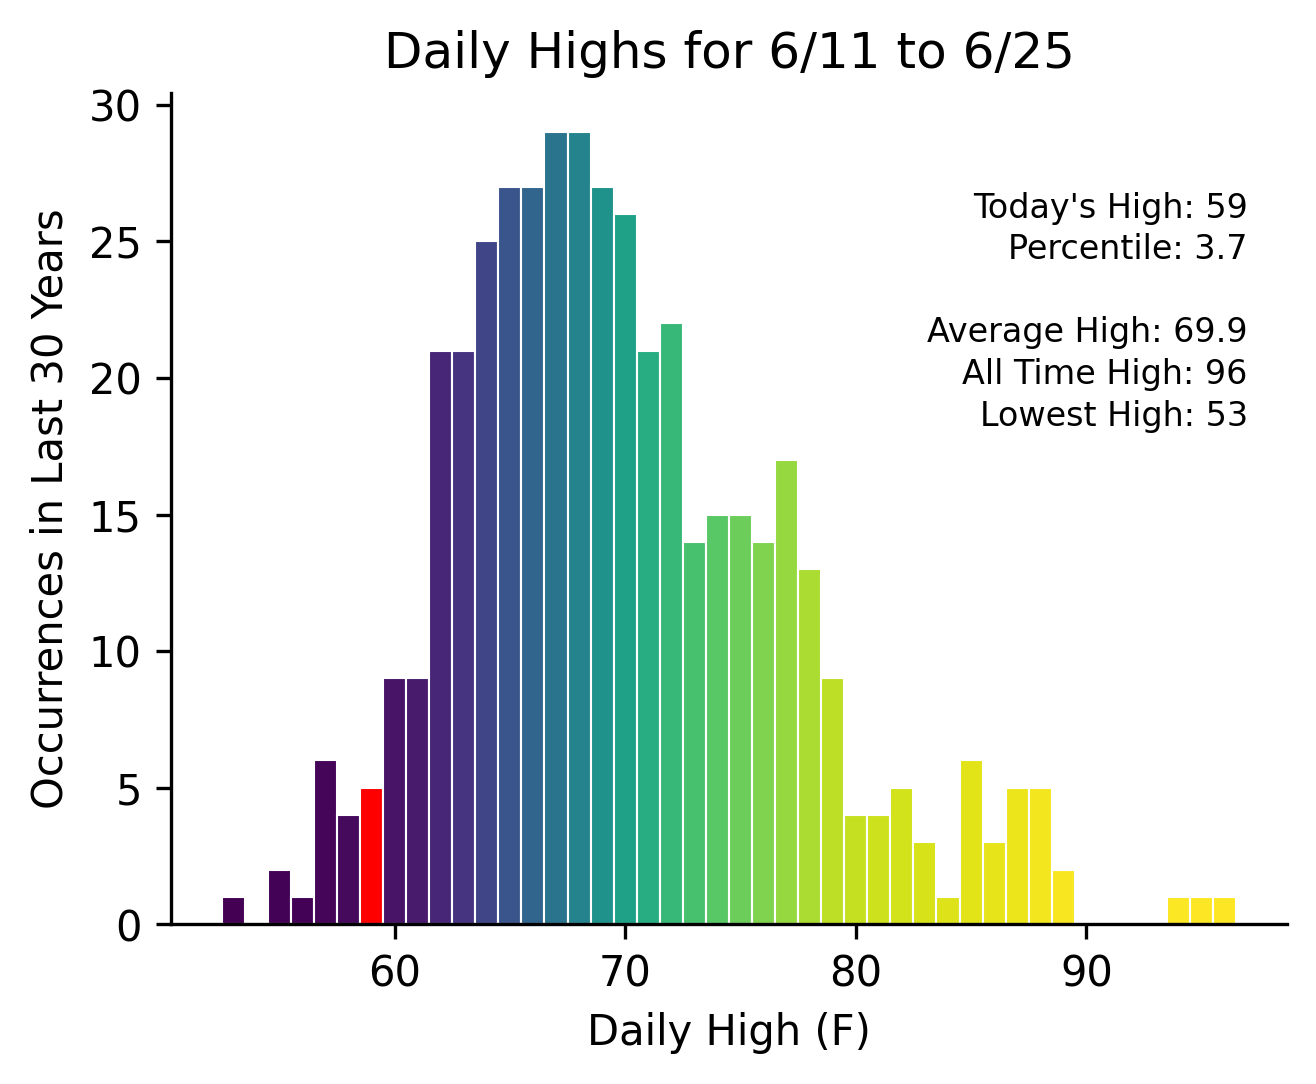 Daily Highs for 6/11 to 6/25
30
25
20
15
10
5
0
Occurrences in Last 30 Years
Today's High: 59
Percentile: 3.7
Average High: 69.9
All Time High: 96
Lowest High: 53
60 70 80 90
Daily High (F)